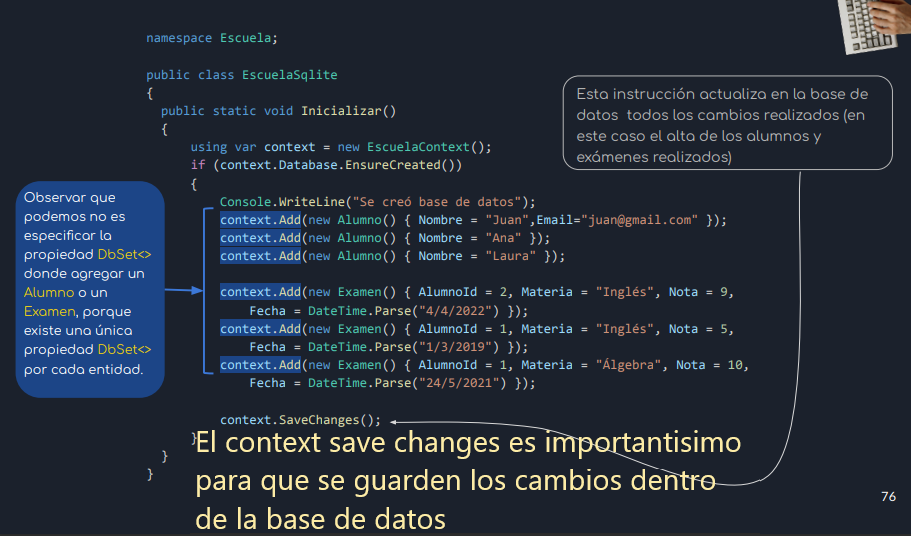 namespace Escuela;
public class EscuelaSqlite
{
public static void Inicializar()
{
using var context = new EscuelaContext();
if (context.Database.EnsureCreated())
{
Console.WriteLine("Se creó base de datos");
context.Add(new Alumno() { Nombre = "Juan",Email="juan@gmail.com" });
context.Add(new Alumno() { Nombre = "Ana" });
context.Add(new Alumno() { Nombre = "Laura" });
context.Add(new Examen() { AlumnoId = 2, Materia = "Inglés", Nota = 9,
Fecha = DateTime.Parse("4/4/2022") });
context.Add(new Examen() { AlumnoId = 1, Materia = "Inglés", Nota = 5,
Fecha = DateTime.Parse("1/3/2019") });
context.Add(new Examen() { AlumnoId = 1, Materia = "Álgebra", Nota = 10,
Fecha = DateTime.Parse("24/5/2021") });
context.SaveChanges();
}
}
}
Esta instrucción actualiza en la base de
datos todos los cambios realizados (en
este caso el alta de los alumnos y
exámenes realizados)
Observar que
podemos no es
especificar la
propiedad DbSet<>
donde agregar un
Alumno o un
Examen, porque
existe una única
propiedad DbSet<>
por cada entidad.
El context save changes es importantisimo
para que se guarden los cambios dentro
de la base de datos
76